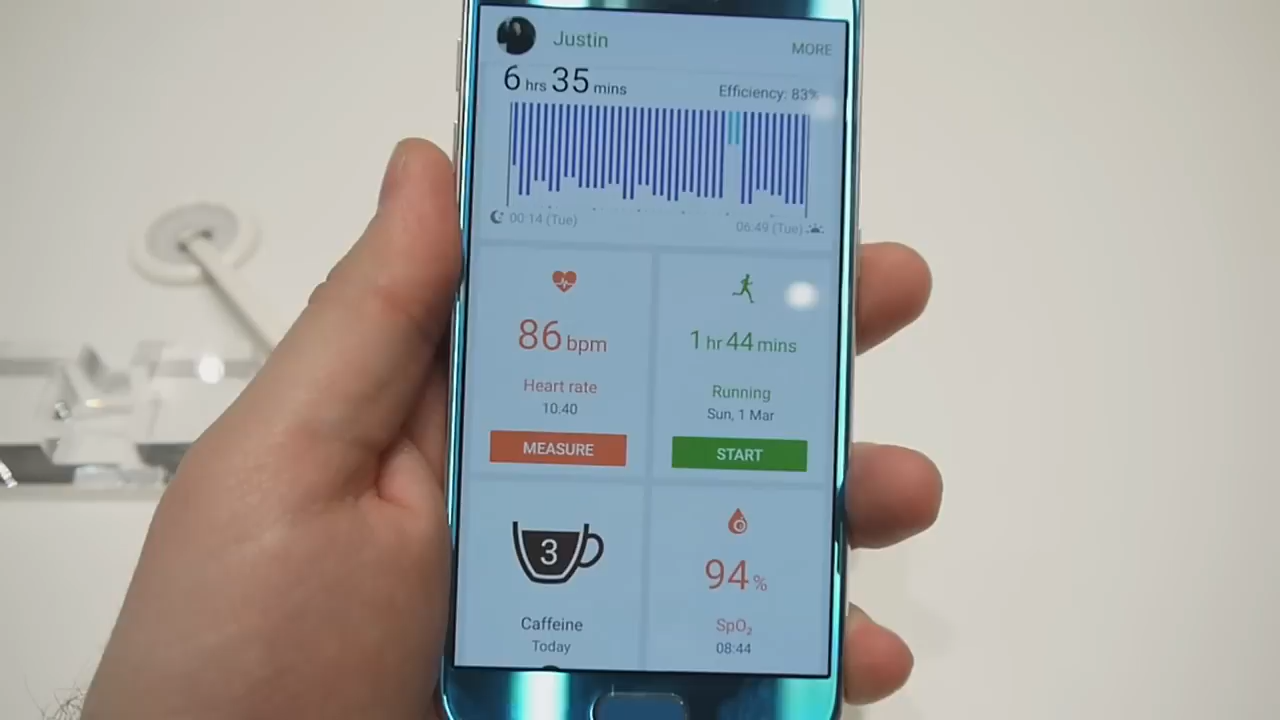 Justin
MORE
6 hrs 35 mins
Efficiency: 83%
00:14 (Tue)
06:49 (Tue)
86 bpm
Heart rate
10.40
MEASURE
1 hr 44 mins
Running
Sun, 1 Mar
START
3
Caffeine
Today
94 %
SpO₂
08:44